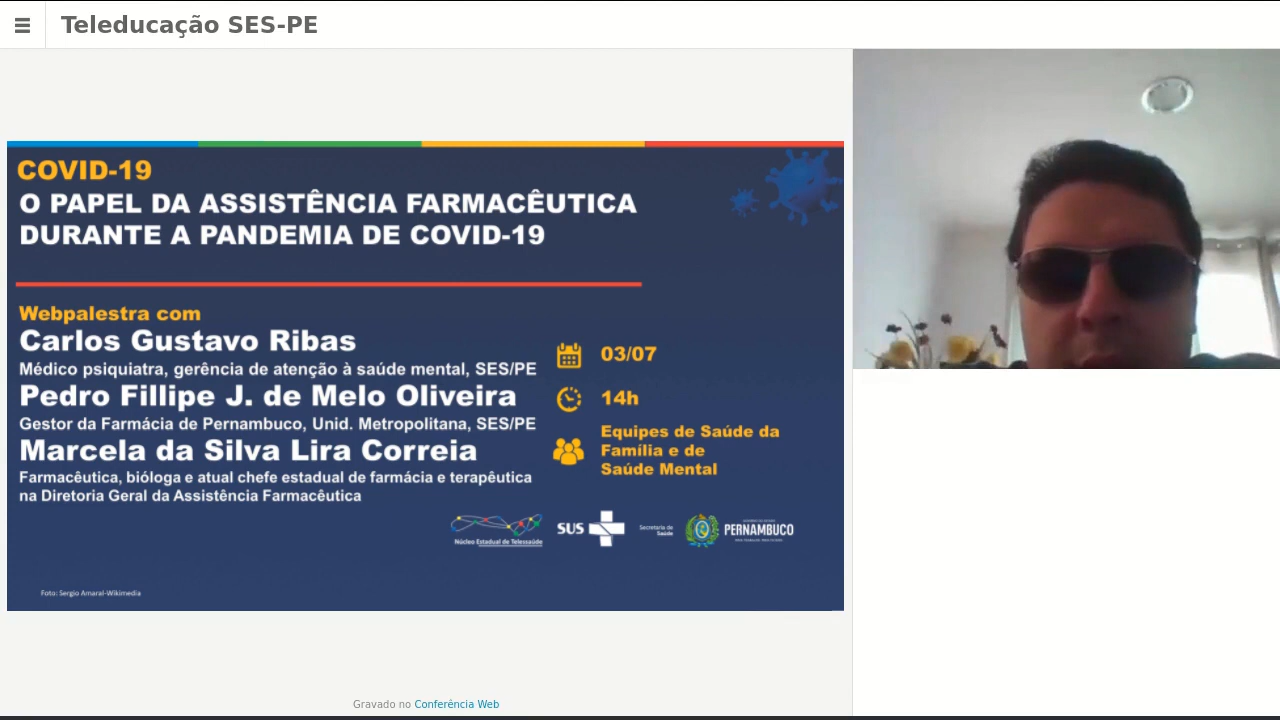 Teleducação SES-PE
COVID-19
O PAPEL DA ASSISTÊNCIA FARMACÊUTICA
DURANTE A PANDEMIA DE COVID-19
Webpalestra com
Carlos Gustavo Ribas
Médico psiquiatra, gerência de atenção à saúde mental, SES/PE
Pedro Fillipe J. de Melo Oliveira
Gestor da Farmácia de Pernambuco, Unid. Metropolitana, SES/PE
Marcela da Silva Lira Correia
Farmacêutica, bióloga e atual chefe estadual de farmácia e terapêutica
na Diretoria Geral da Assistência Farmacêutica
03/07
14h
Equipes de Saúde da
Família e de
Saúde Mental
Núcleo Estadual de Telessaúde
SUS
Secretaria de
Saúde
PERNAMBUCO
Foto: Sergio Amaral-Wikimedia
Gravado no Conferência Web